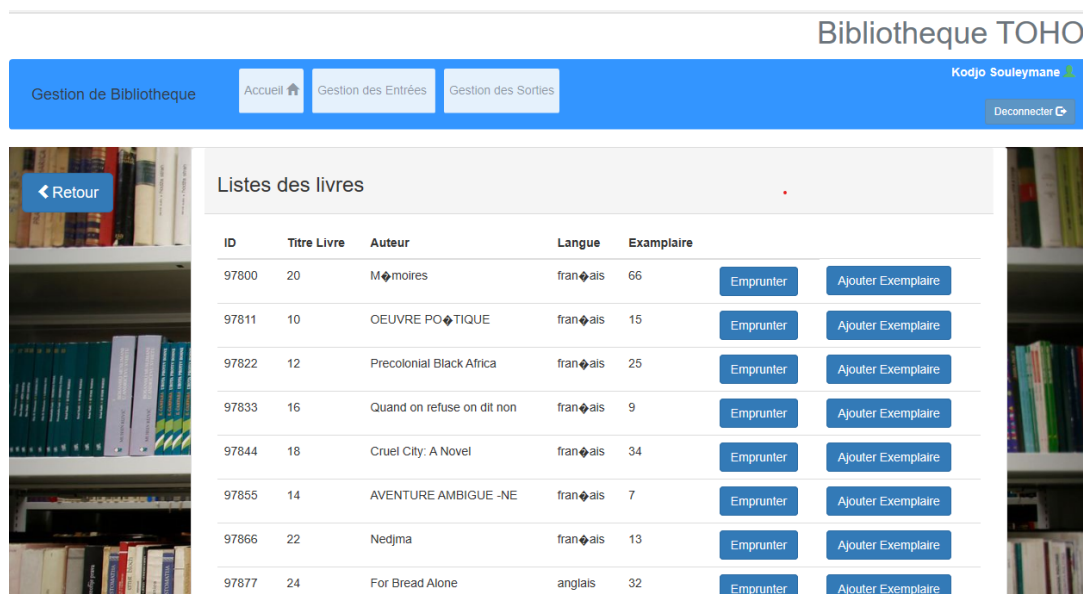 Bibliotheque TOHO
Kodjo Souleymane
Gestion de Bibliotheque Accueil Gestion des Entrées Gestion des Sorties
Deconnecter
Retour
Listes des livres
ID Titre Livre Auteur Langue Examplaire
97800 20 M�moires fran�ais 66 Emprunter Ajouter Exemplaire
97811 10 OEUVRE PO�TIQUE fran�ais 15 Emprunter Ajouter Exemplaire
97822 12 Precolonial Black Africa fran�ais 25 Emprunter Ajouter Exemplaire
97833 16 Quand on refuse on dit non fran�ais 9 Emprunter Ajouter Exemplaire
97844 18 Cruel City: A Novel fran�ais 34 Emprunter Ajouter Exemplaire
97855 14 AVENTURE AMBIGUE -NE fran�ais 7 Emprunter Ajouter Exemplaire
97866 22 Nedjma fran�ais 13 Emprunter Ajouter Exemplaire
97877 24 For Bread Alone anglais 32 Emprunter Ajouter Exemplaire